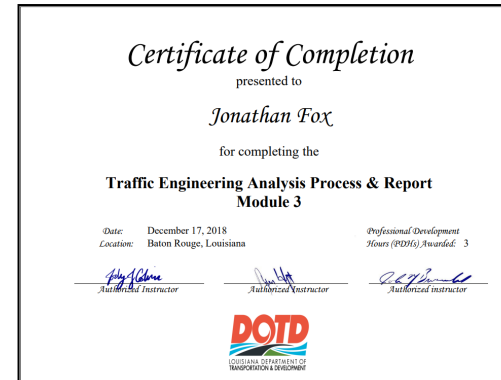 Certificate of Completion
presented to
Jonathan Fox
for completing the
Traffic Engineering Analysis Process & Report
Module 3
Date: December 17, 2018
Location: Baton Rouge, Louisiana
Professional Development
Hours (PDHs) Awarded: 3
Authorized Instructor
Authorized Instructor
Authorized instructor
DOTD
LOUISIANA DEPARTMENT OF
TRANSPORTATION & DEVELOPMENT